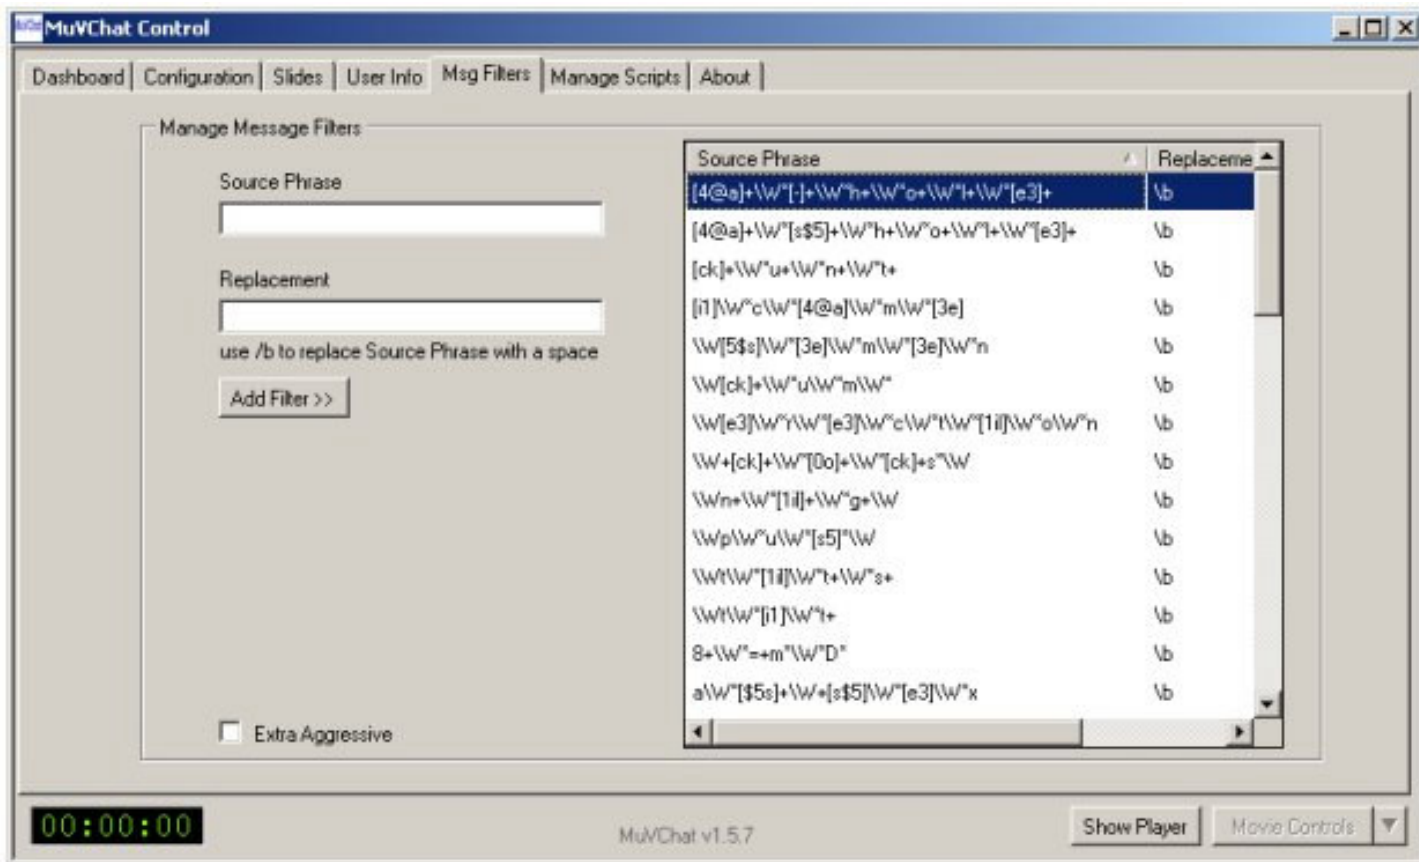 MuVChat Control
Dashboard Configuration Slides User Info Msg Filters Manage Scripts About
Manage Message Filters
Source Phrase
Replacement
use /b to replace Source Phrase with a space
Add Filter >>
Extra Aggressive
Source Phrase Replaceme
[4@a]+\W*[-]+\W*h+\W*o+\W*l+\W*[e3]+ \b
[4@a]+\W*[s$5]+\W*h+\W*o+\W*l+\W*[e3]+ \b
[ck]+\W*u+\W*n+\W*t+ \b
[i1]\W*c\W*[4@a]\W*m\W*[3e] \b
\W[5$s]\W*[3e]\W*m\W*[3e]\W*n \b
\W[ck]+\W*u\W*m\W* \b
\W[e3]\W*r\W*[e3]\W*c\W*t\W*[1il]\W*o\W*n \b
\W+[ck]+\W*[0o]+\W*[ck]+s*\W \b
\Wn+\W*[1il]+\W*g+\W \b
\Wp\W*u\W*[s5]*\W \b
\Wt\W*[1il]\W*t+\W*s+ \b
\Wt\W*[i1]\W*t+ \b
8+\W*=+m*\W*D* \b
a\W*[$5s]+\W+[s$5]\W*[e3]\W*x \b
00:00:00
MuVChat v1.5.7
Show Player
Movie Controls